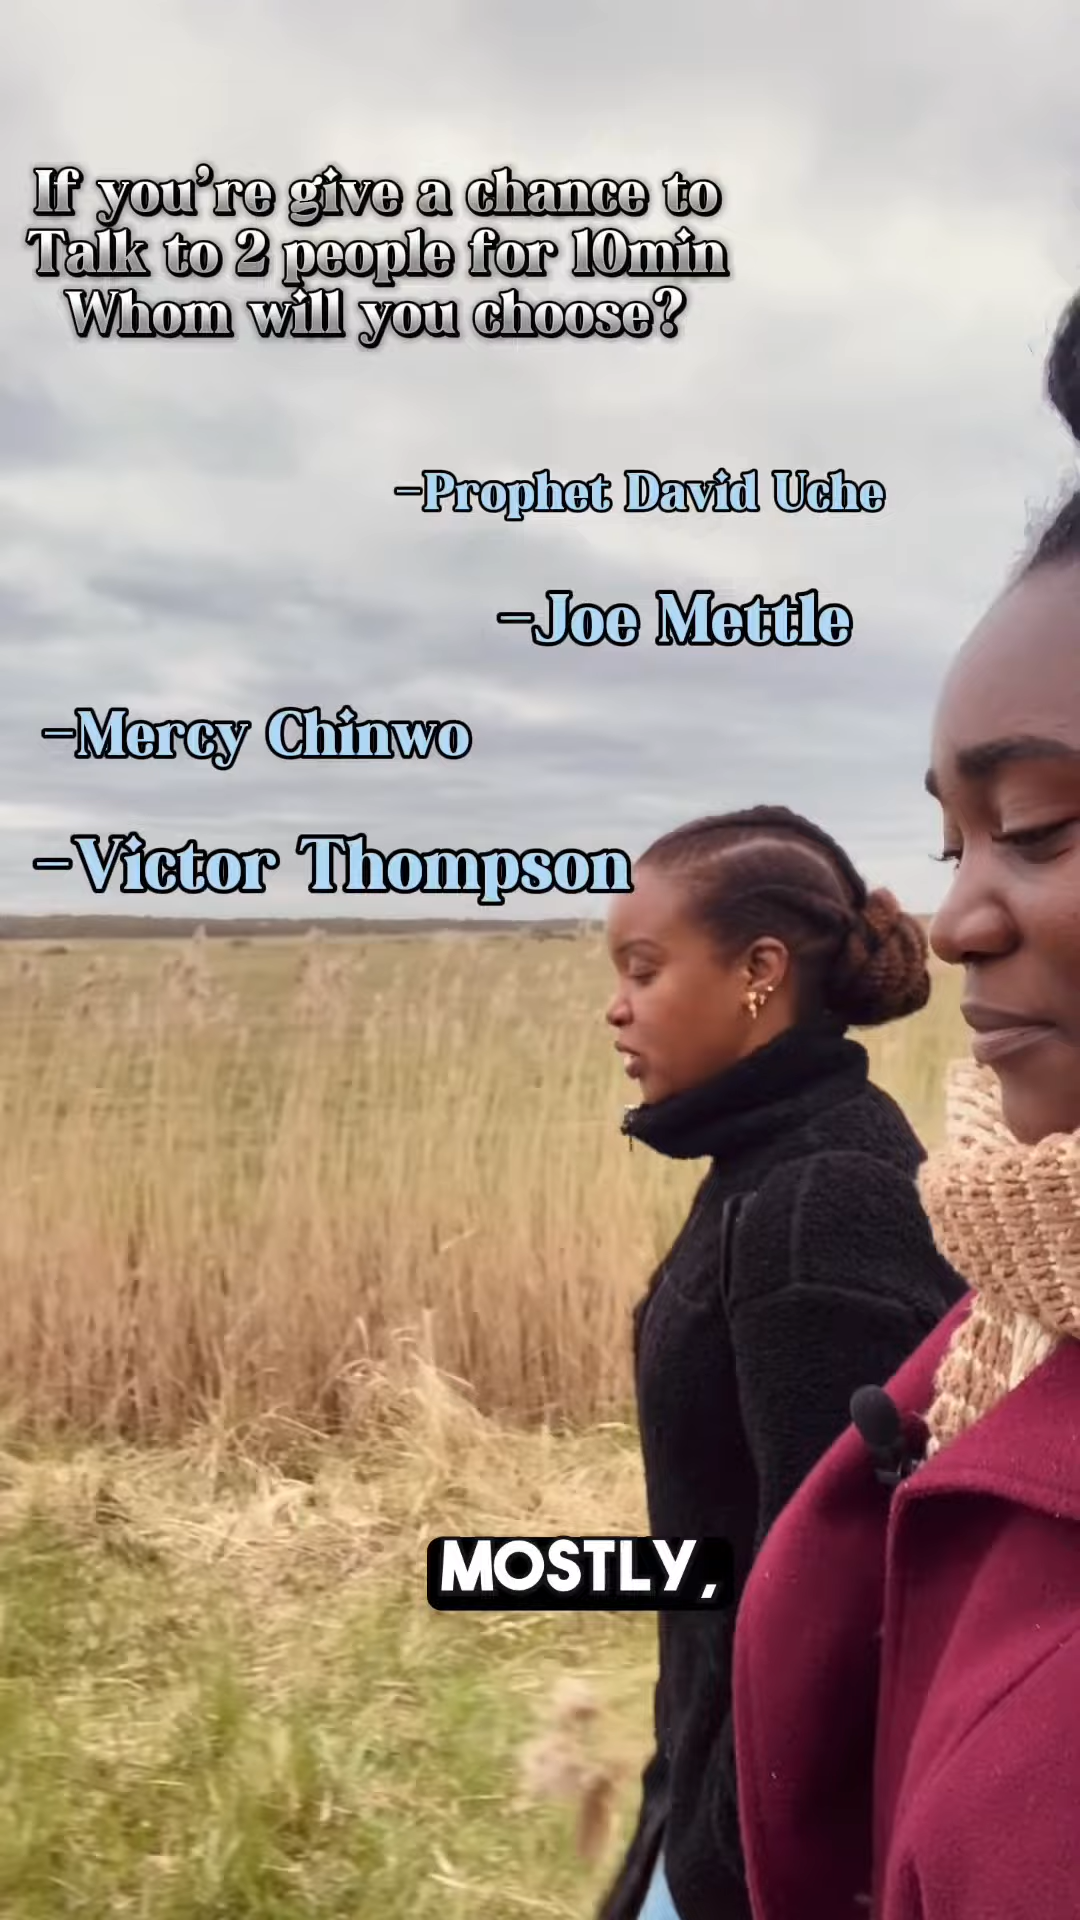 If you're give a chance to
Talk to 2 people for 10min
Whom will you choose?
-Prophet David Uche
-Joe Mettle
-Mercy Chinwo
-Victor Thompson
MOSTLY,